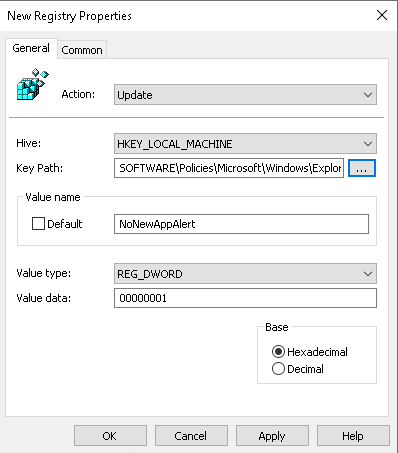 New Registry Properties
General Common
Action: Update
Hive: HKEY_LOCAL_MACHINE
Key Path: SOFTWARE\Policies\Microsoft\Windows\Explor ...
Value name
Default NoNewAppAlert
Value type: REG_DWORD
Value data: 00000001
Base
Hexadecimal
Decimal
OK Cancel Apply Help